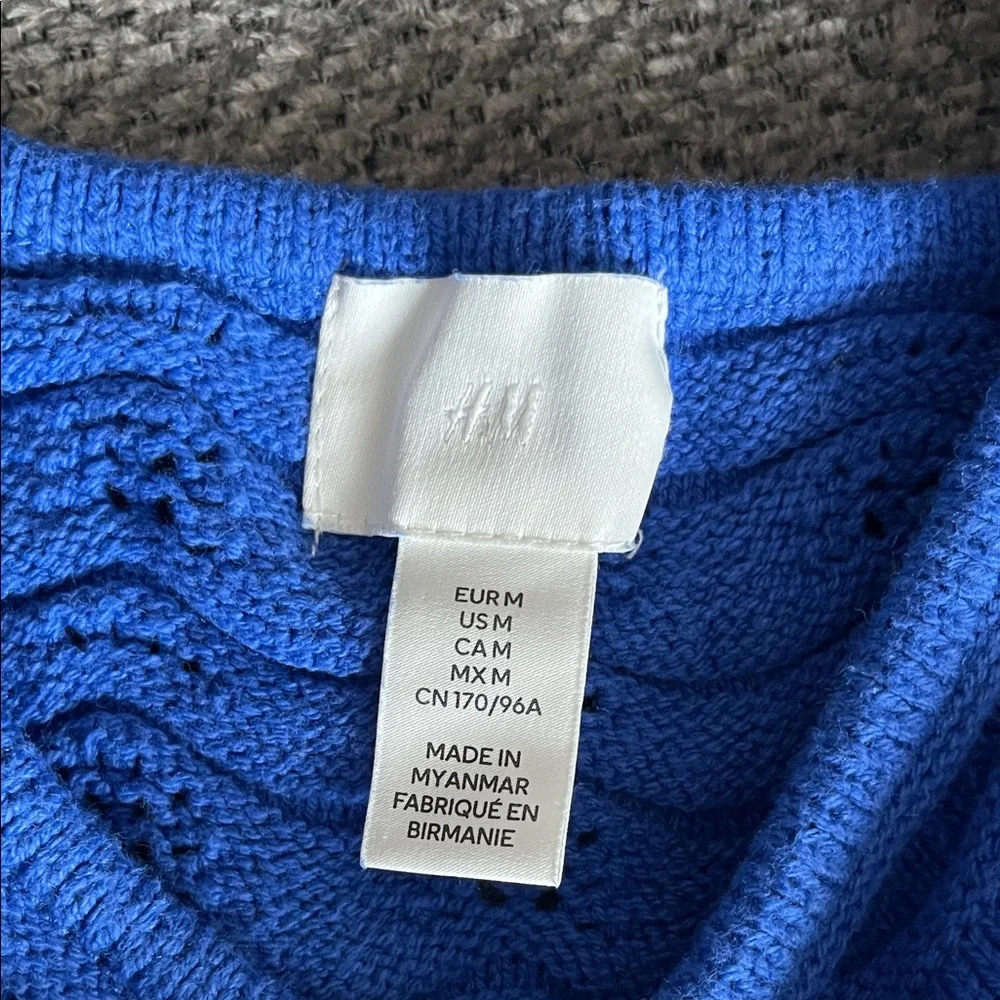 H&M
EUR M
US M
CA M
MX M
CN 170/96A
MADE IN
MYANMAR
FABRIQUÉ EN
BIRMANIE